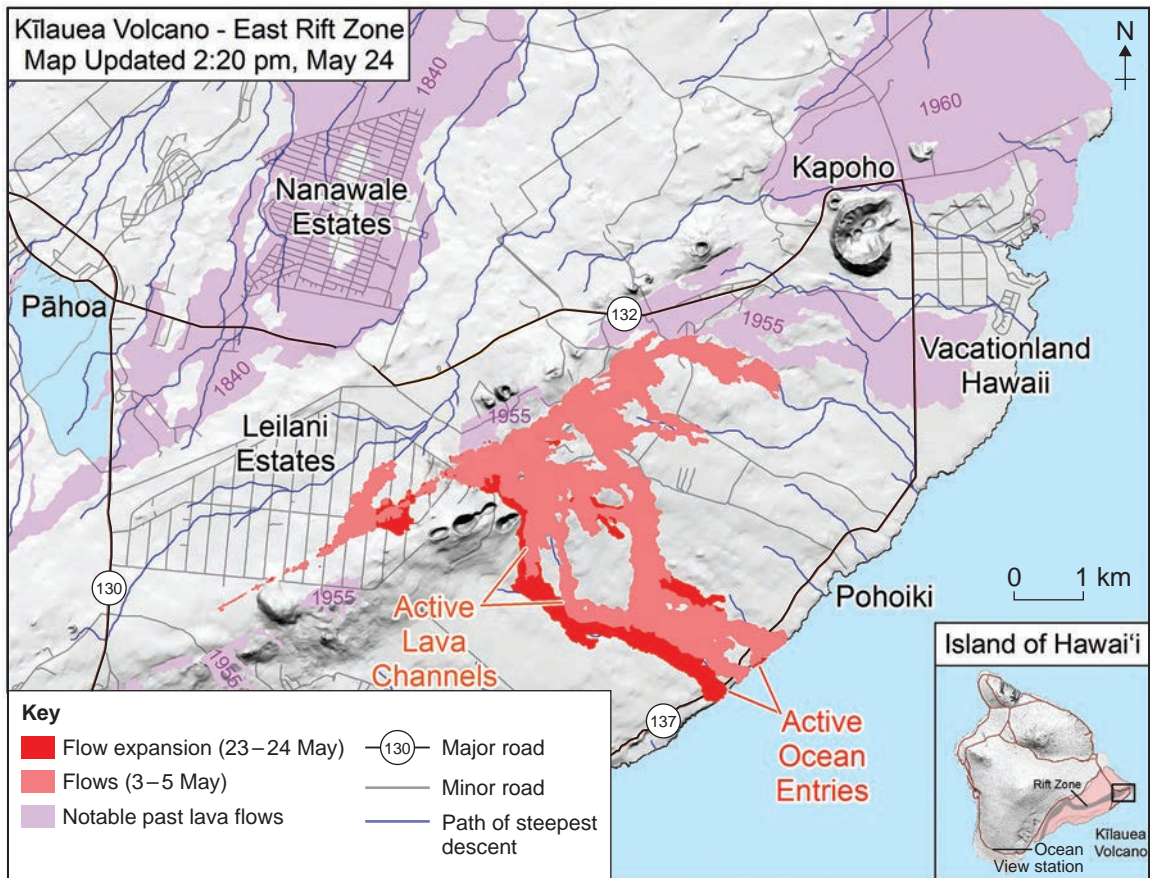 Kīlauea Volcano - East Rift Zone
Map Updated 2:20 pm, May 24
N
1840
1960
Kapoho
Nanawale
Estates
Pāhoa
132
1955
Vacationland
Hawaii
1840
Leilani
Estates
1955
130
1955
Active
Lava
Channels
0 1 km
Pohoiki
1955
137
Active
Ocean
Entries
Key
Flow expansion (23–24 May)
Flows (3–5 May)
Notable past lava flows
130 Major road
Minor road
Path of steepest
descent
Island of Hawaiʻi
Rift Zone
Kīlauea
Volcano
Ocean
View station